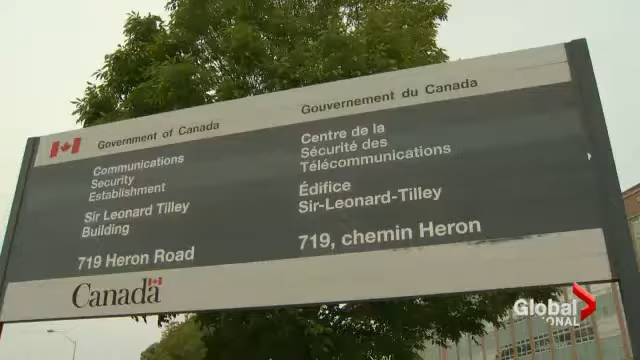 Government of Canada
Gouvernement du Canada
Communications
Security
Establishment
Sir Leonard Tilley
Building
719 Heron Road
Centre de la
Sécurité des
Télécommunications
Édifice
Sir-Leonard-Tilley
719, chemin Heron
Canada
Global